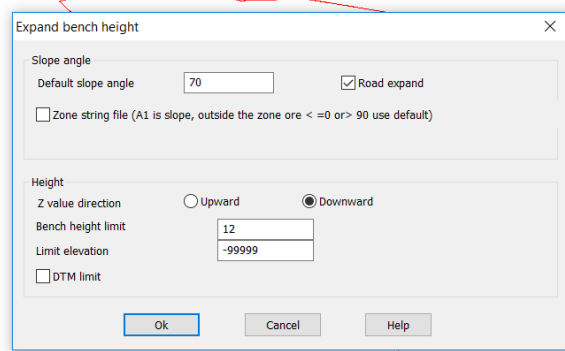 Expand bench height
Slope angle
Default slope angle 70 Road expand
Zone string file (A1 is slope, outside the zone ore < =0 or> 90 use default)
Height
Z value direction Upward Downward
Bench height limit 12
Limit elevation -99999
DTM limit
Ok Cancel Help